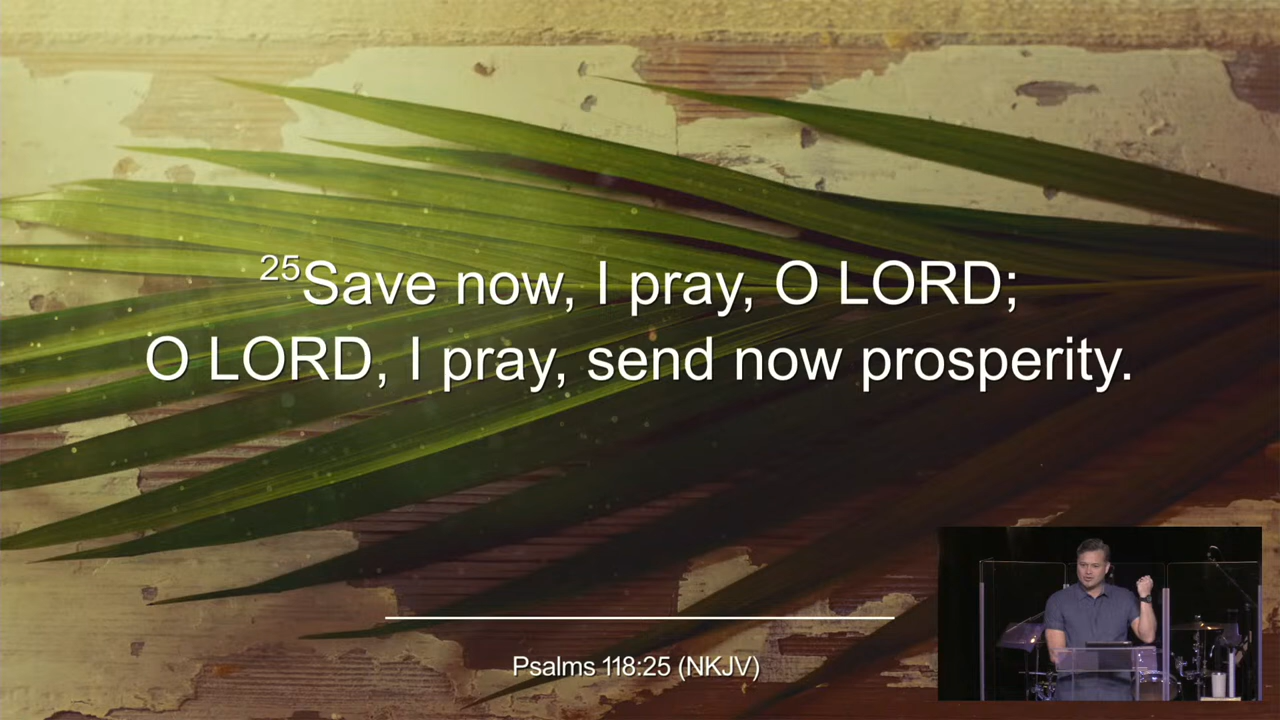 25Save now, I pray, O LORD;
O LORD, I pray, send now prosperity.
Psalms 118:25 (NKJV)